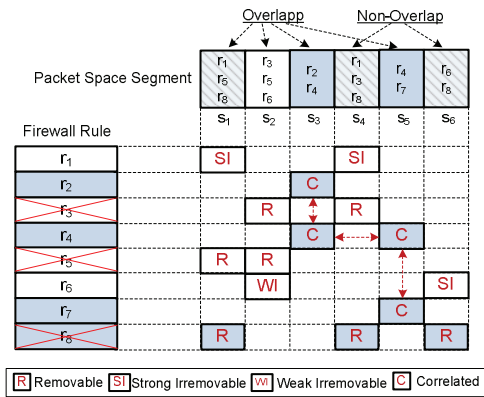 Overlapp Non-Overlap
Packet Space Segment
r1 r3 r2 r1 r4 r6
r5 r5 r4 r3 r7 r8
r8 r6 r8
s1 s2 s3 s4 s5 s6
Firewall Rule
r1 SI SI
r2 C
r3 R R
r4 C C
r5 R R
r6 WI SI
r7 C
r8 R R R
R Removable SI Strong Irremovable WI Weak Irremovable C Correlated